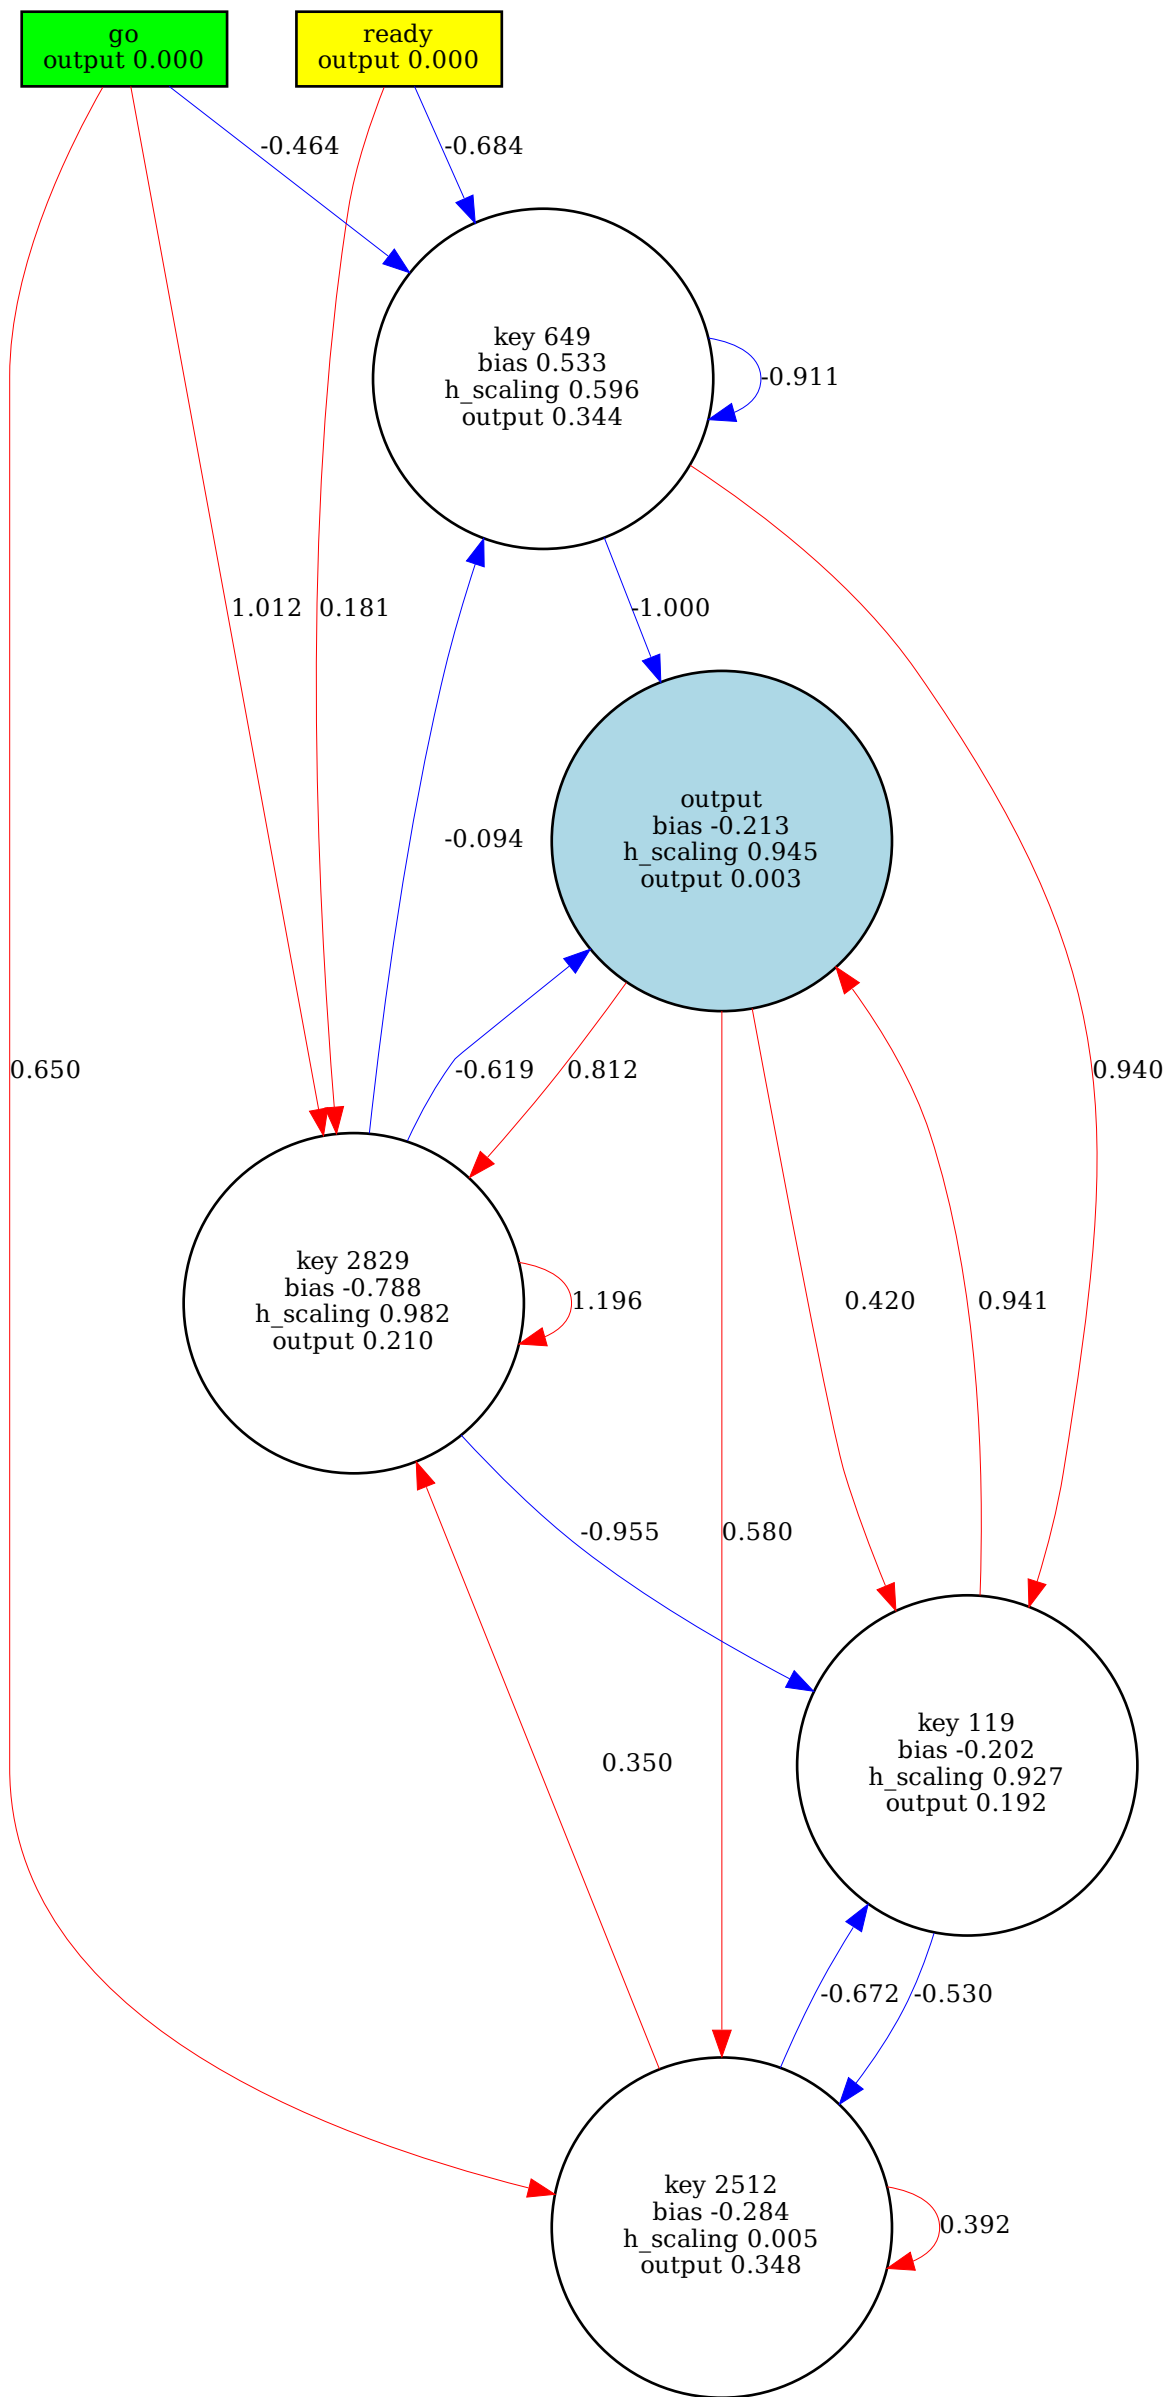 go
output 0.000
ready
output 0.000
-0.464
-0.684
key 649
bias 0.533
h_scaling 0.596
output 0.344
-0.911
1.012
0.181
-1.000
output
bias -0.213
h_scaling 0.945
output 0.003
-0.094
0.650
-0.619
0.812
0.940
key 2829
bias -0.788
h_scaling 0.982
output 0.210
1.196
0.420
0.941
-0.955
0.580
key 119
bias -0.202
h_scaling 0.927
output 0.192
0.350
-0.672
-0.530
key 2512
bias -0.284
h_scaling 0.005
output 0.348
0.392